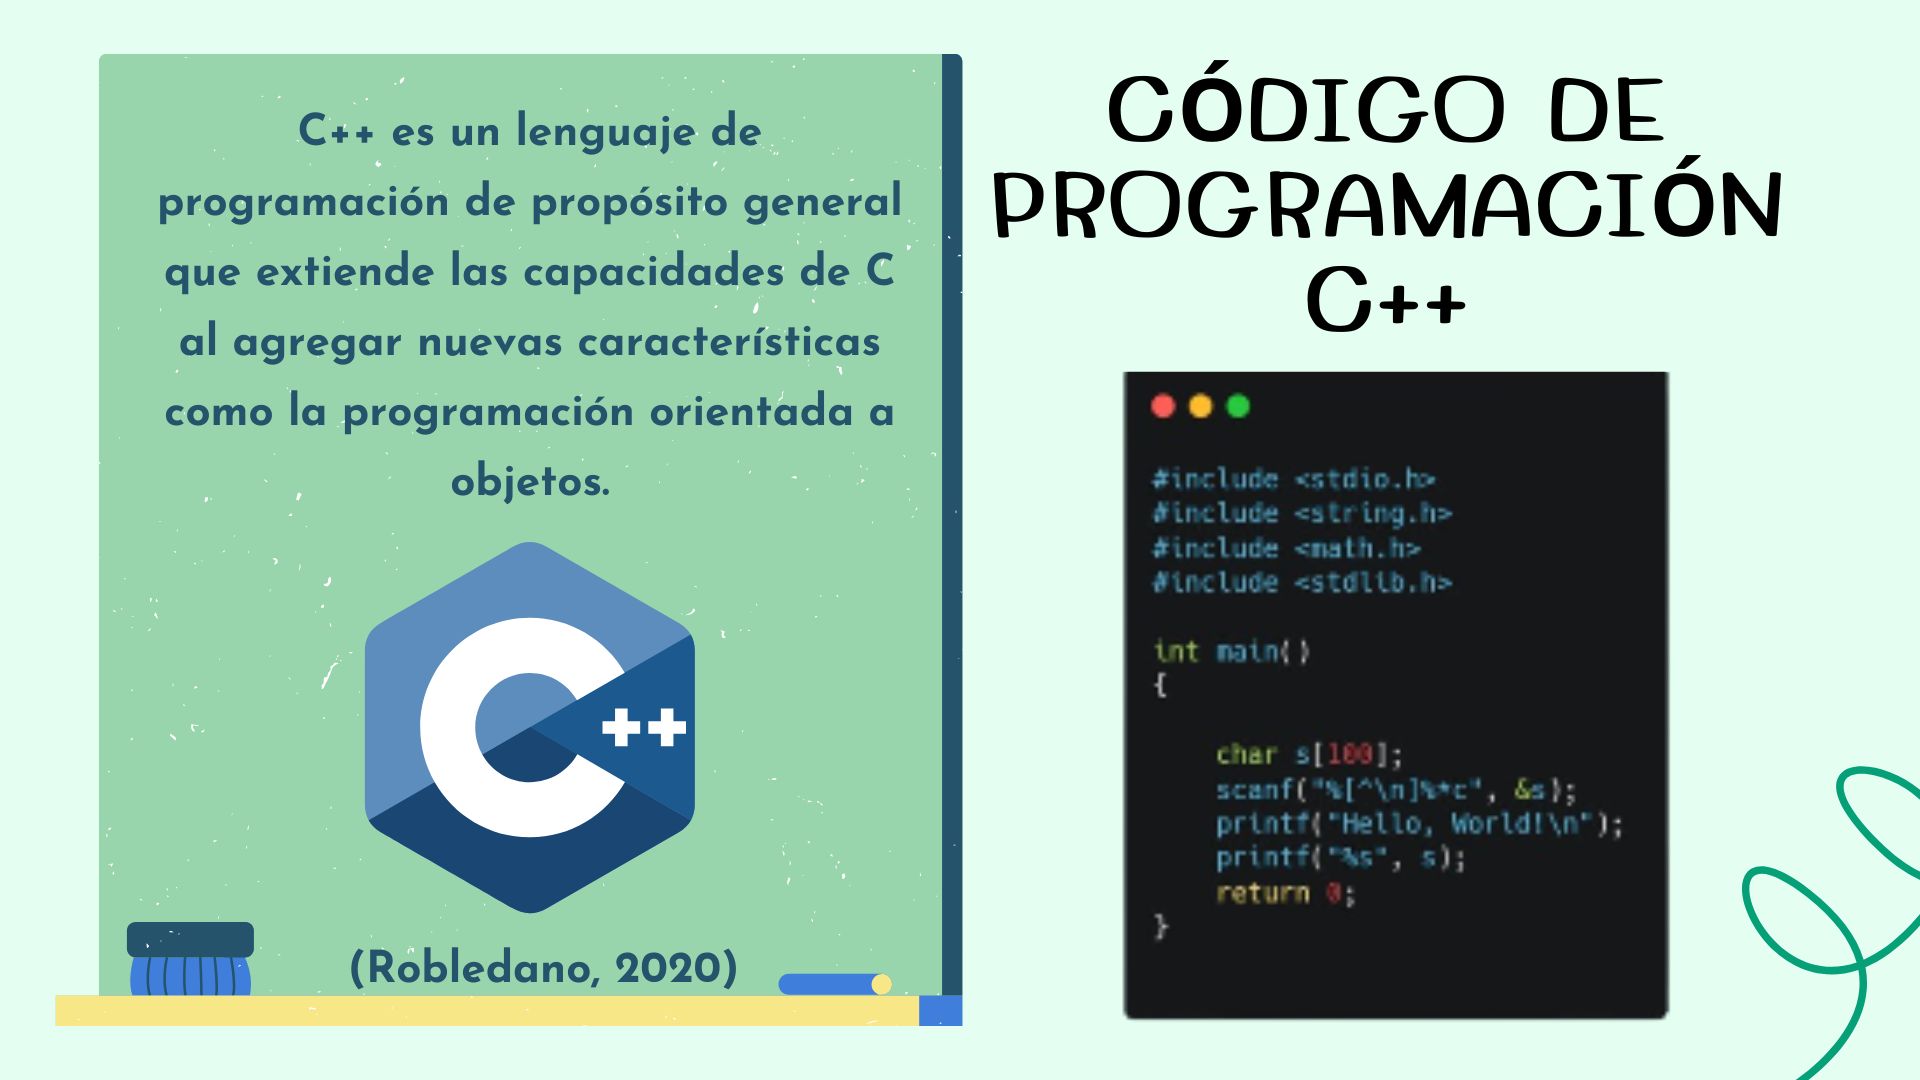 C++ es un lenguaje de
programación de propósito general
que extiende las capacidades de C
al agregar nuevas características
como la programación orientada a
objetos.
C++
(Robledano, 2020)
CÓDIGO DE
PROGRAMACIÓN
C++
#include <stdio.h>
#include <string.h>
#include <math.h>
#include <stdlib.h>
int main()
{
char s[100];
scanf("%[^\n]%*c", &s);
printf("Hello, World!\n");
printf("%s", s);
return 0;
}